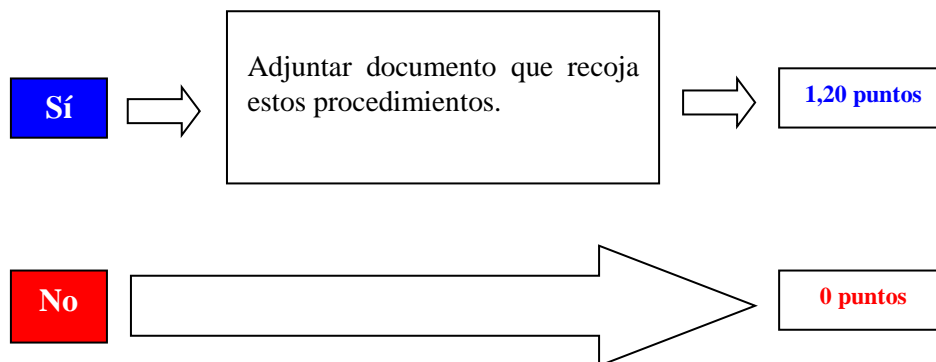 Adjuntar documento que recoja
estos procedimientos.
Sí
1,20 puntos
No
0 puntos